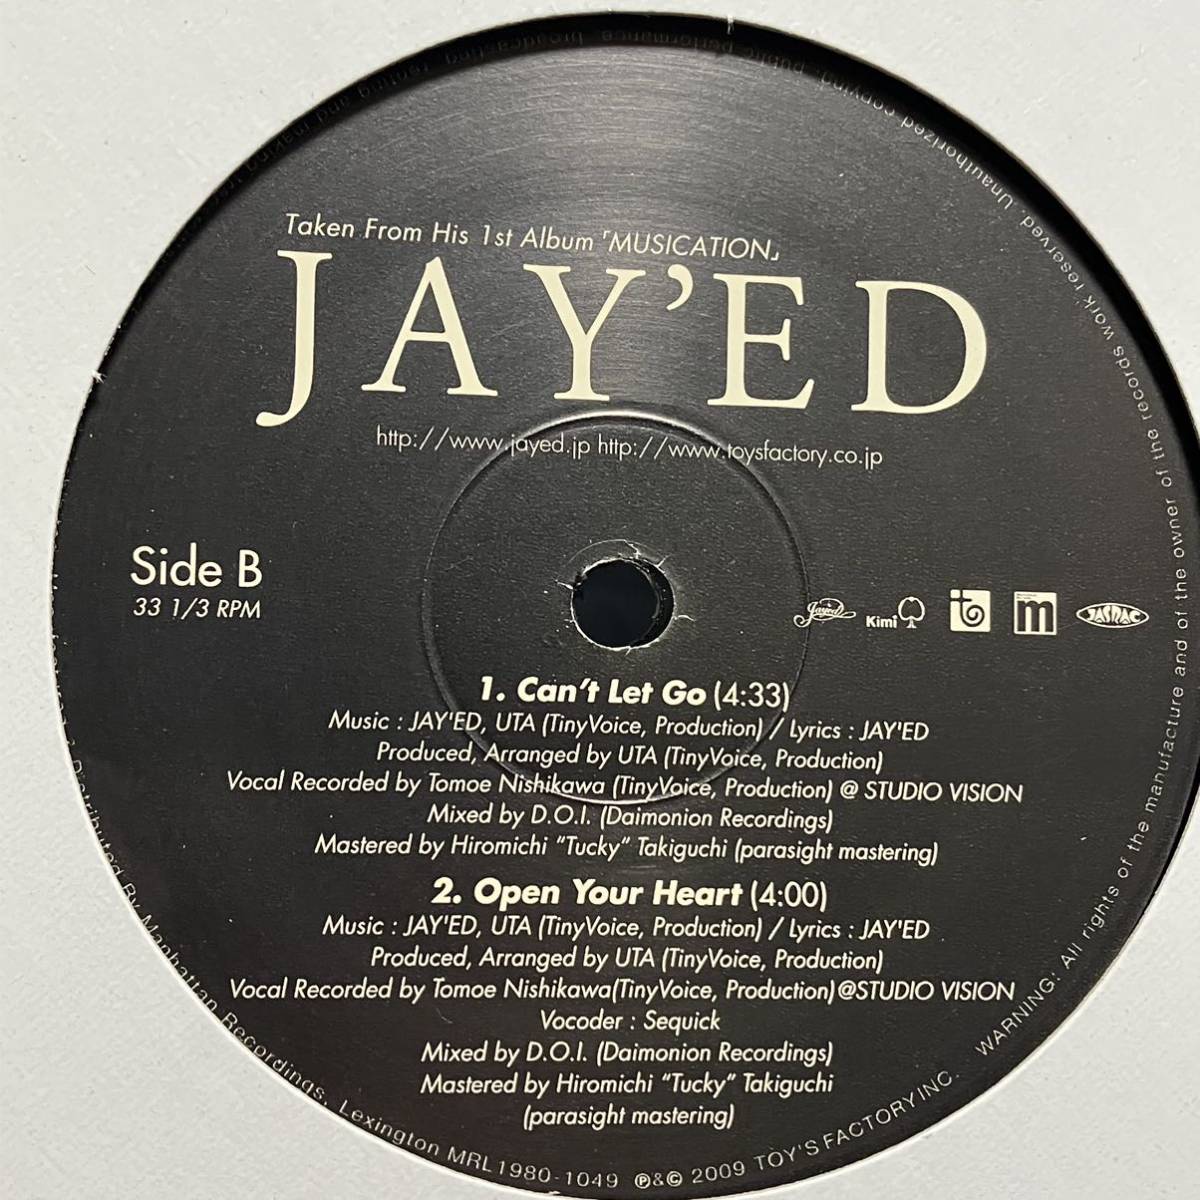 Taken From His 1st Album「MUSICATION」
JAY'ED
http://www.jayed.jp http://www.toysfactory.co.jp
Side B
33 1/3 RPM
Jayed
Kimi
t
m
JASRAC
1. Can't Let Go (4:33)
Music : JAY'ED, UTA (TinyVoice, Production) / Lyrics : JAY'ED
Produced, Arranged by UTA (TinyVoice, Production)
Vocal Recorded by Tomoe Nishikawa (TinyVoice, Production) @ STUDIO VISION
Mixed by D.O.I. (Daimonion Recordings)
Mastered by Hiromichi “Tucky” Takiguchi (parasight mastering)
2. Open Your Heart (4:00)
Music : JAY'ED, UTA (TinyVoice, Production) / Lyrics : JAY'ED
Produced, Arranged by UTA (TinyVoice, Production)
Vocal Recorded by Tomoe Nishikawa(TinyVoice, Production)@STUDIO VISION
Vocoder : Sequick
Mixed by D.O.I. (Daimonion Recordings)
Mastered by Hiromichi “Tucky” Takiguchi
(parasight mastering)
Distributed By Manhattan Recordings, Lexington MRL1980-1049 ℗&© 2009 TOY'S FACTORY INC.
WARNING: All rights of the manufacture and of the owner of the records work reserved. Unauthorized copying, public performance, broadcasting, renting and making